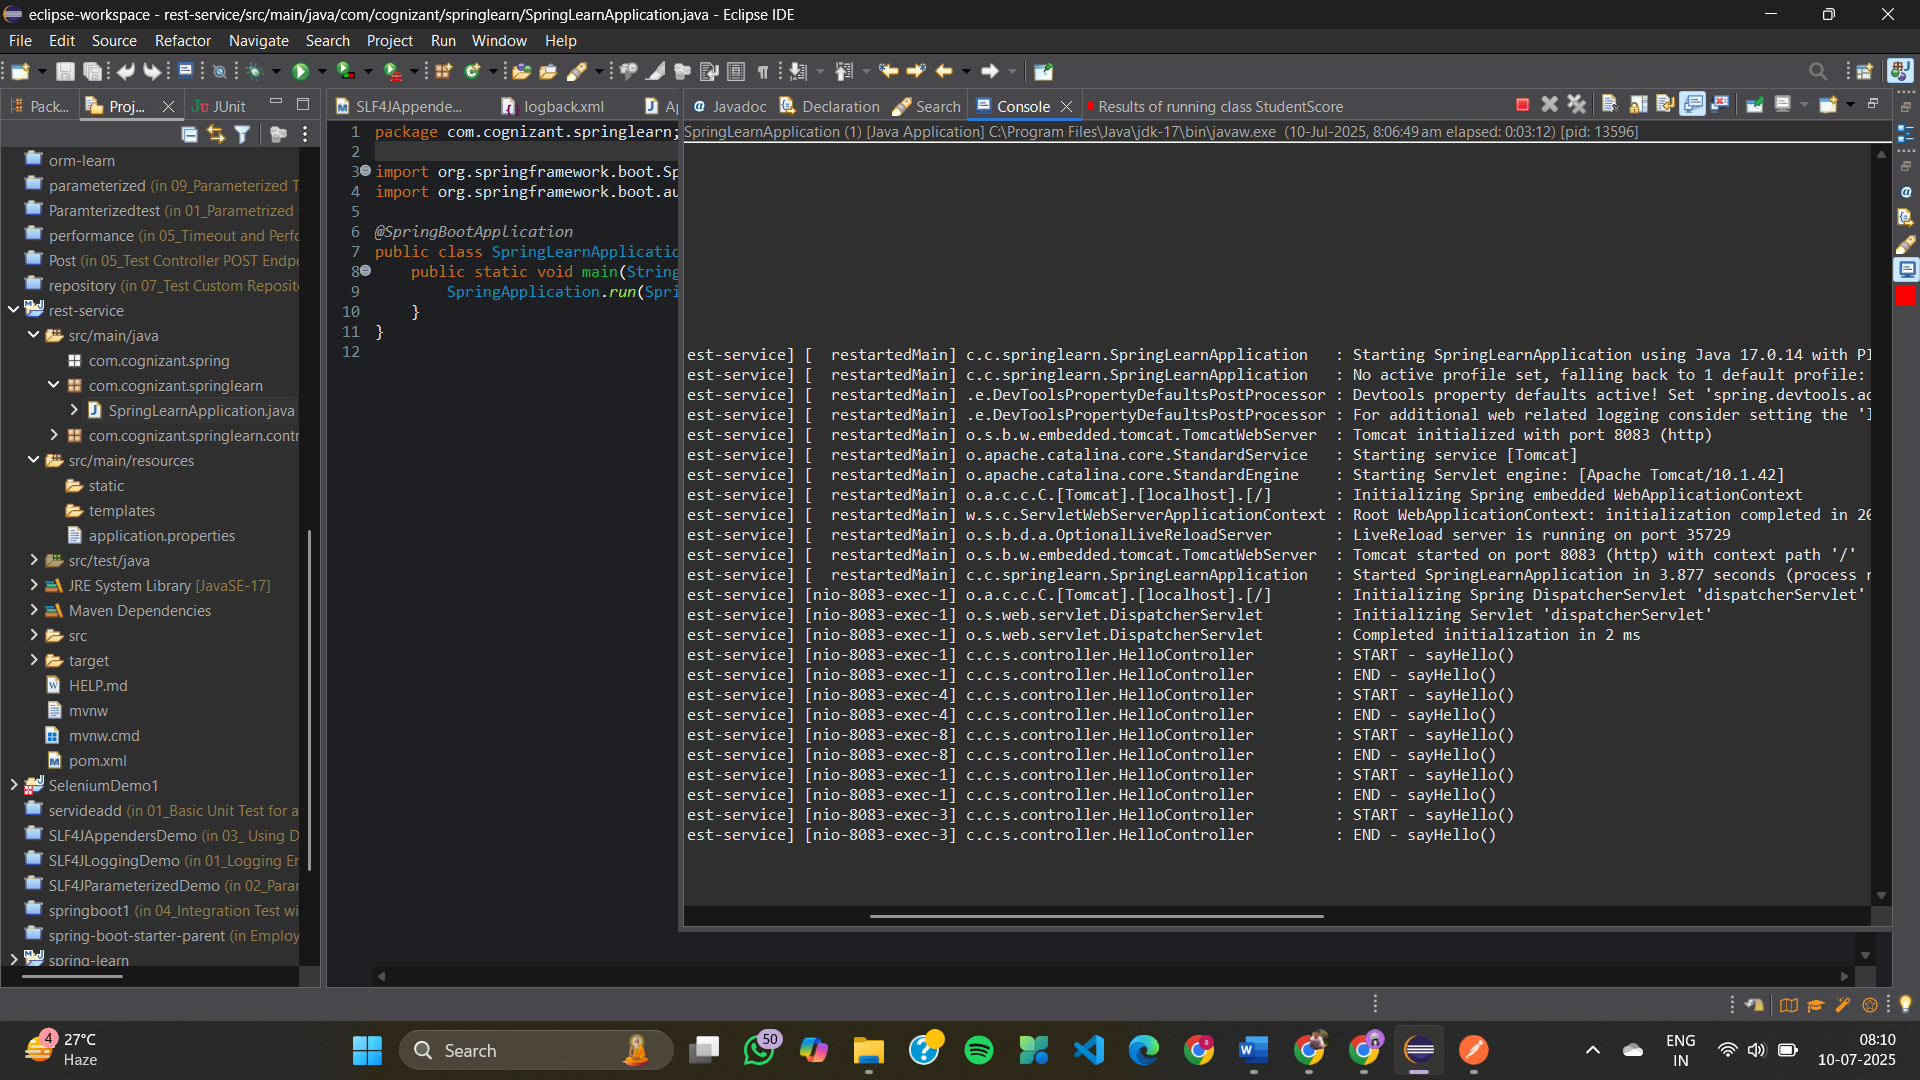 eclipse-workspace - rest-service/src/main/java/com/cognizant/springlearn/SpringLearnApplication.java - Eclipse IDE
File Edit Source Refactor Navigate Search Project Run Window Help
Pack... Proj... JUnit
SLF4JAppende... logback.xml Ap
Javadoc Declaration Search Console Results of running class StudentScore
SpringLearnApplication (1) [Java Application] C:\Program Files\Java\jdk-17\bin\javaw.exe (10-Jul-2025, 8:06:49 am elapsed: 0:03:12) [pid: 13596]
orm-learn
parameterized (in 09_Parameterized T
Paramterizedtest (in 01_Parametrized
performance (in 05_Timeout and Perfo
Post (in 05_Test Controller POST Endpo
repository (in 07_Test Custom Reposito
rest-service
src/main/java
com.cognizant.spring
com.cognizant.springlearn
SpringLearnApplication.java
com.cognizant.springlearn.contr
src/main/resources
static
templates
application.properties
src/test/java
JRE System Library [JavaSE-17]
Maven Dependencies
src
target
HELP.md
mvnw
mvnw.cmd
pom.xml
SeleniumDemo1
servideadd (in 01_Basic Unit Test for a
SLF4JAppendersDemo (in 03_ Using D
SLF4JLoggingDemo (in 01_Logging Er
SLF4JParameterizedDemo (in 02_Parar
springboot1 (in 04_Integration Test wi
spring-boot-starter-parent (in Employ
spring-learn
1 package com.cognizant.springlearn;
2
3 import org.springframework.boot.Sp
4 import org.springframework.boot.au
5
6 @SpringBootApplication
7 public class SpringLearnApplicatio
8 public static void main(String
9 SpringApplication.run(Spri
10 }
11 }
12
est-service] [  restartedMain] c.c.springlearn.SpringLearnApplication : Starting SpringLearnApplication using Java 17.0.14 with PI
est-service] [  restartedMain] c.c.springlearn.SpringLearnApplication : No active profile set, falling back to 1 default profile:
est-service] [  restartedMain] .e.DevToolsPropertyDefaultsPostProcessor : Devtools property defaults active! Set 'spring.devtools.ad
est-service] [  restartedMain] .e.DevToolsPropertyDefaultsPostProcessor : For additional web related logging consider setting the 'l
est-service] [  restartedMain] o.s.b.w.embedded.tomcat.TomcatWebServer : Tomcat initialized with port 8083 (http)
est-service] [  restartedMain] o.apache.catalina.core.StandardService : Starting service [Tomcat]
est-service] [  restartedMain] o.apache.catalina.core.StandardEngine : Starting Servlet engine: [Apache Tomcat/10.1.42]
est-service] [  restartedMain] o.a.c.c.C.[Tomcat].[localhost].[/] : Initializing Spring embedded WebApplicationContext
est-service] [  restartedMain] w.s.c.ServletWebServerApplicationContext : Root WebApplicationContext: initialization completed in 20
est-service] [  restartedMain] o.s.b.d.a.OptionalLiveReloadServer : LiveReload server is running on port 35729
est-service] [  restartedMain] o.s.b.w.embedded.tomcat.TomcatWebServer : Tomcat started on port 8083 (http) with context path '/'
est-service] [  restartedMain] c.c.springlearn.SpringLearnApplication : Started SpringLearnApplication in 3.877 seconds (process r
est-service] [nio-8083-exec-1] o.a.c.c.C.[Tomcat].[localhost].[/] : Initializing Spring DispatcherServlet 'dispatcherServlet'
est-service] [nio-8083-exec-1] o.s.web.servlet.DispatcherServlet : Initializing Servlet 'dispatcherServlet'
est-service] [nio-8083-exec-1] o.s.web.servlet.DispatcherServlet : Completed initialization in 2 ms
est-service] [nio-8083-exec-1] c.c.s.controller.HelloController : START - sayHello()
est-service] [nio-8083-exec-1] c.c.s.controller.HelloController : END - sayHello()
est-service] [nio-8083-exec-4] c.c.s.controller.HelloController : START - sayHello()
est-service] [nio-8083-exec-4] c.c.s.controller.HelloController : END - sayHello()
est-service] [nio-8083-exec-8] c.c.s.controller.HelloController : START - sayHello()
est-service] [nio-8083-exec-8] c.c.s.controller.HelloController : END - sayHello()
est-service] [nio-8083-exec-1] c.c.s.controller.HelloController : START - sayHello()
est-service] [nio-8083-exec-1] c.c.s.controller.HelloController : END - sayHello()
est-service] [nio-8083-exec-3] c.c.s.controller.HelloController : START - sayHello()
est-service] [nio-8083-exec-3] c.c.s.controller.HelloController : END - sayHello()
4
27°C
Haze
Search
50
ENG
IN
08:10
10-07-2025